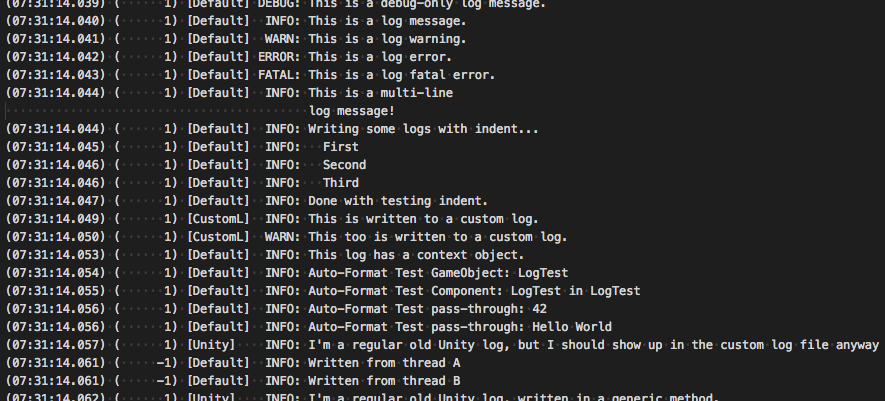 (07:31:14.039) (      1) [Default] DEBUG: This is a debug-only log message.
(07:31:14.040) (      1) [Default]  INFO: This is a log message.
(07:31:14.041) (      1) [Default]  WARN: This is a log warning.
(07:31:14.042) (      1) [Default] ERROR: This is a log error.
(07:31:14.043) (      1) [Default] FATAL: This is a log fatal error.
(07:31:14.044) (      1) [Default]  INFO: This is a multi-line
                                          log message!
(07:31:14.044) (      1) [Default]  INFO: Writing some logs with indent...
(07:31:14.045) (      1) [Default]  INFO:   First
(07:31:14.046) (      1) [Default]  INFO:   Second
(07:31:14.046) (      1) [Default]  INFO:   Third
(07:31:14.047) (      1) [Default]  INFO: Done with testing indent.
(07:31:14.049) (      1) [CustomL]  INFO: This is written to a custom log.
(07:31:14.050) (      1) [CustomL]  WARN: This too is written to a custom log.
(07:31:14.053) (      1) [Default]  INFO: This log has a context object.
(07:31:14.054) (      1) [Default]  INFO: Auto-Format Test GameObject: LogTest
(07:31:14.055) (      1) [Default]  INFO: Auto-Format Test Component: LogTest in LogTest
(07:31:14.056) (      1) [Default]  INFO: Auto-Format Test pass-through: 42
(07:31:14.056) (      1) [Default]  INFO: Auto-Format Test pass-through: Hello World
(07:31:14.057) (      1) [Unity]    INFO: I'm a regular old Unity log, but I should show up in the custom log file anyway
(07:31:14.061) (     -1) [Default]  INFO: Written from thread A
(07:31:14.061) (     -1) [Default]  INFO: Written from thread B
(07:31:14.062) (      1) [Unity]    INFO: I'm a regular old Unity log, written in a generic method.